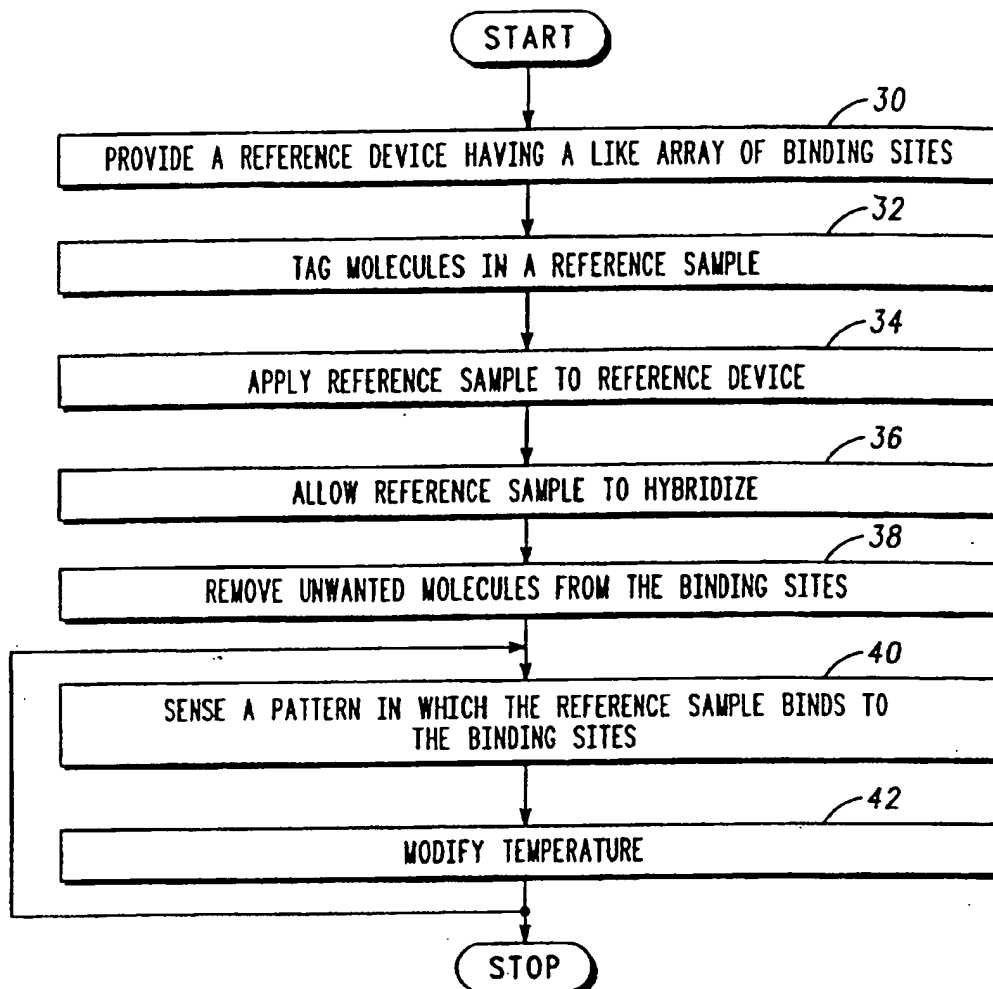 START
30
PROVIDE A REFERENCE DEVICE HAVING A LIKE ARRAY OF BINDING SITES
32
TAG MOLECULES IN A REFERENCE SAMPLE
34
APPLY REFERENCE SAMPLE TO REFERENCE DEVICE
36
ALLOW REFERENCE SAMPLE TO HYBRIDIZE
38
REMOVE UNWANTED MOLECULES FROM THE BINDING SITES
40
SENSE A PATTERN IN WHICH THE REFERENCE SAMPLE BINDS TO
THE BINDING SITES
42
MODIFY TEMPERATURE
STOP